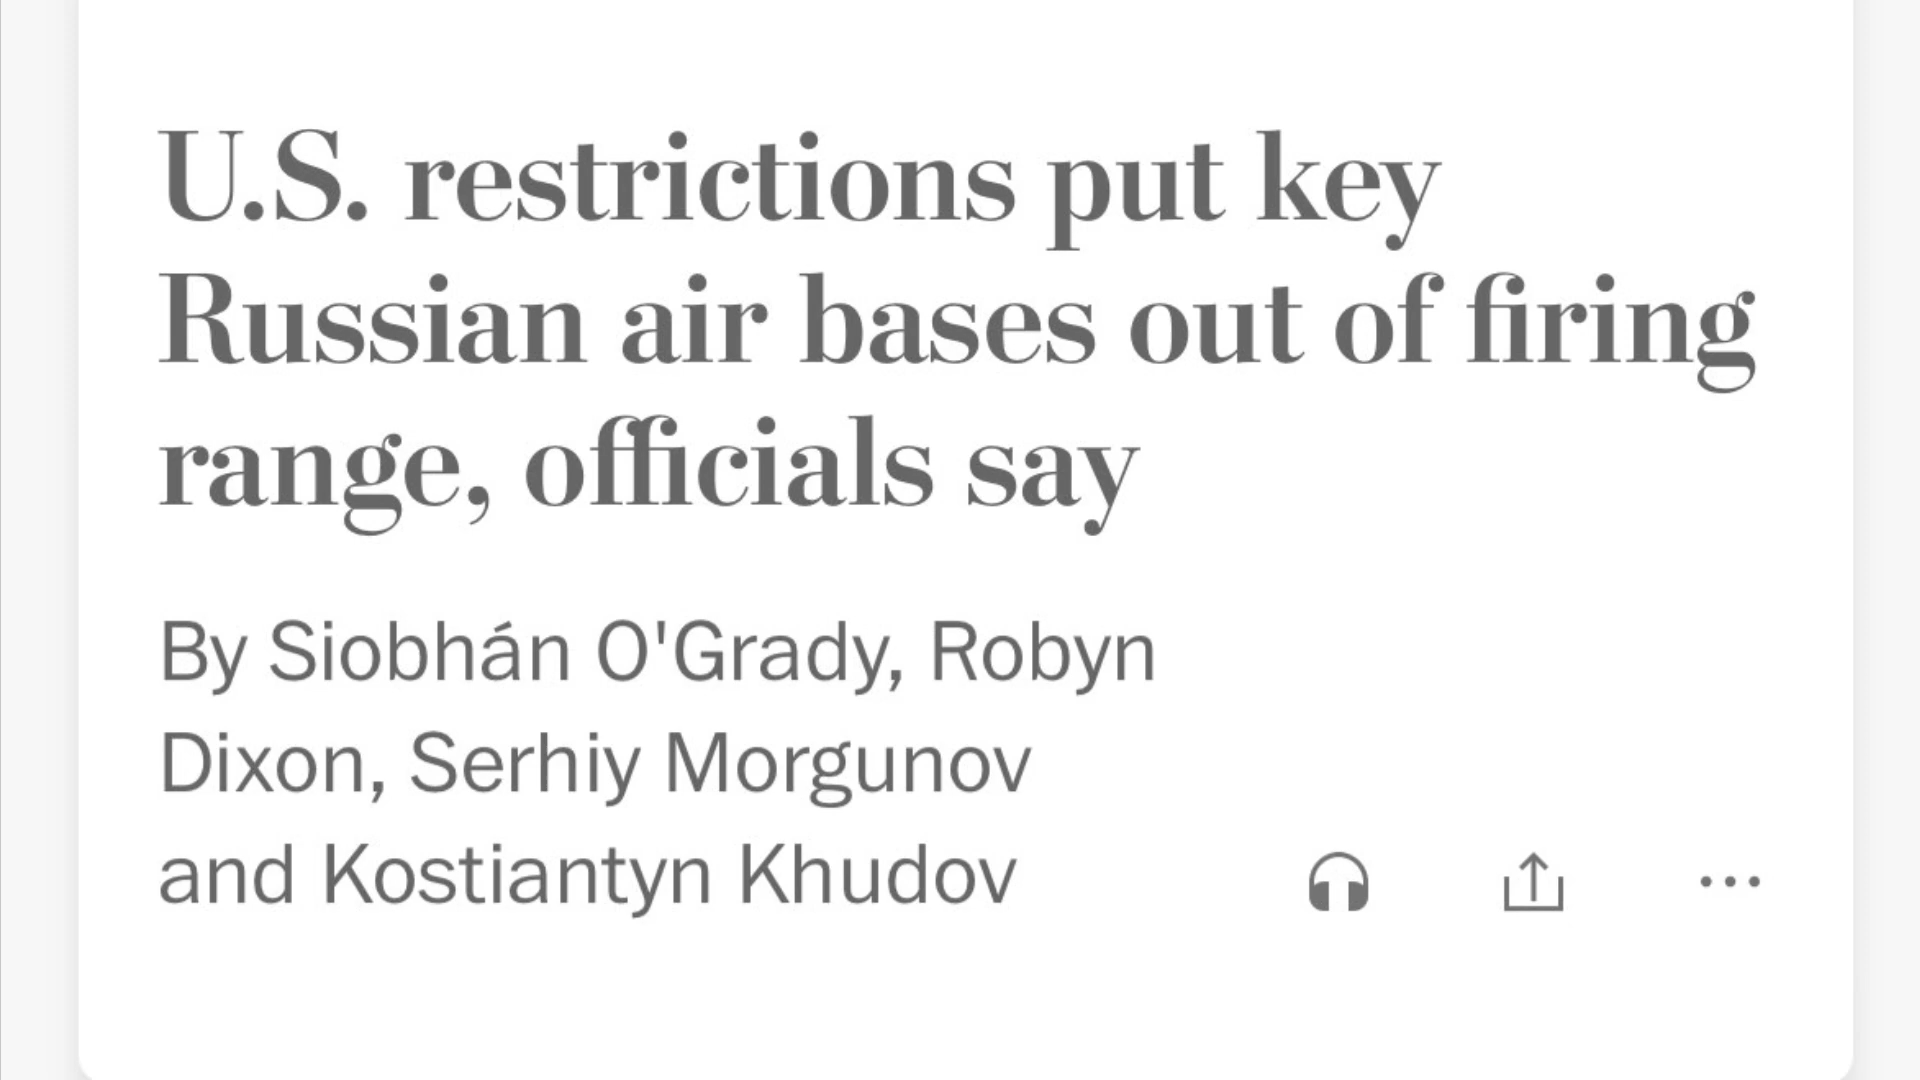 U.S. restrictions put key
Russian air bases out of firing
range, officials say
By Siobhán O'Grady, Robyn
Dixon, Serhiy Morgunov
and Kostiantyn Khudov